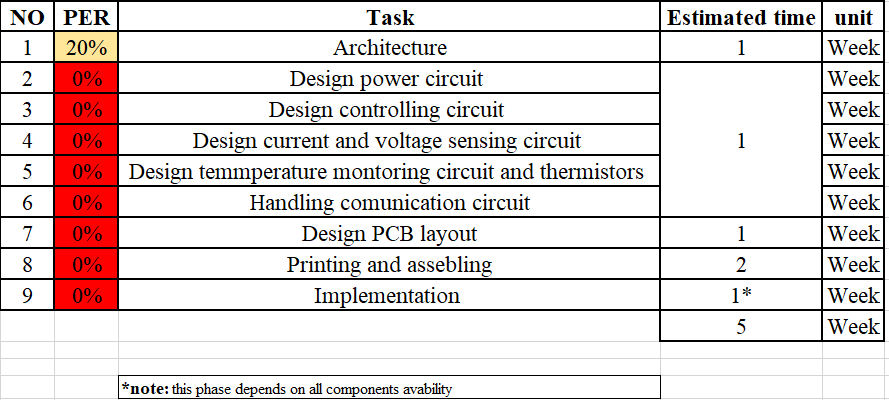 NO PER Task Estimated time unit
1 20% Architecture 1 Week
2 0% Design power circuit Week
3 0% Design controlling circuit Week
4 0% Design current and voltage sensing circuit 1 Week
5 0% Design temmperature montoring circuit and thermistors Week
6 0% Handling comunication circuit Week
7 0% Design PCB layout 1 Week
8 0% Printing and assebling 2 Week
9 0% Implementation 1* Week
5 Week
*note: this phase depends on all components avability